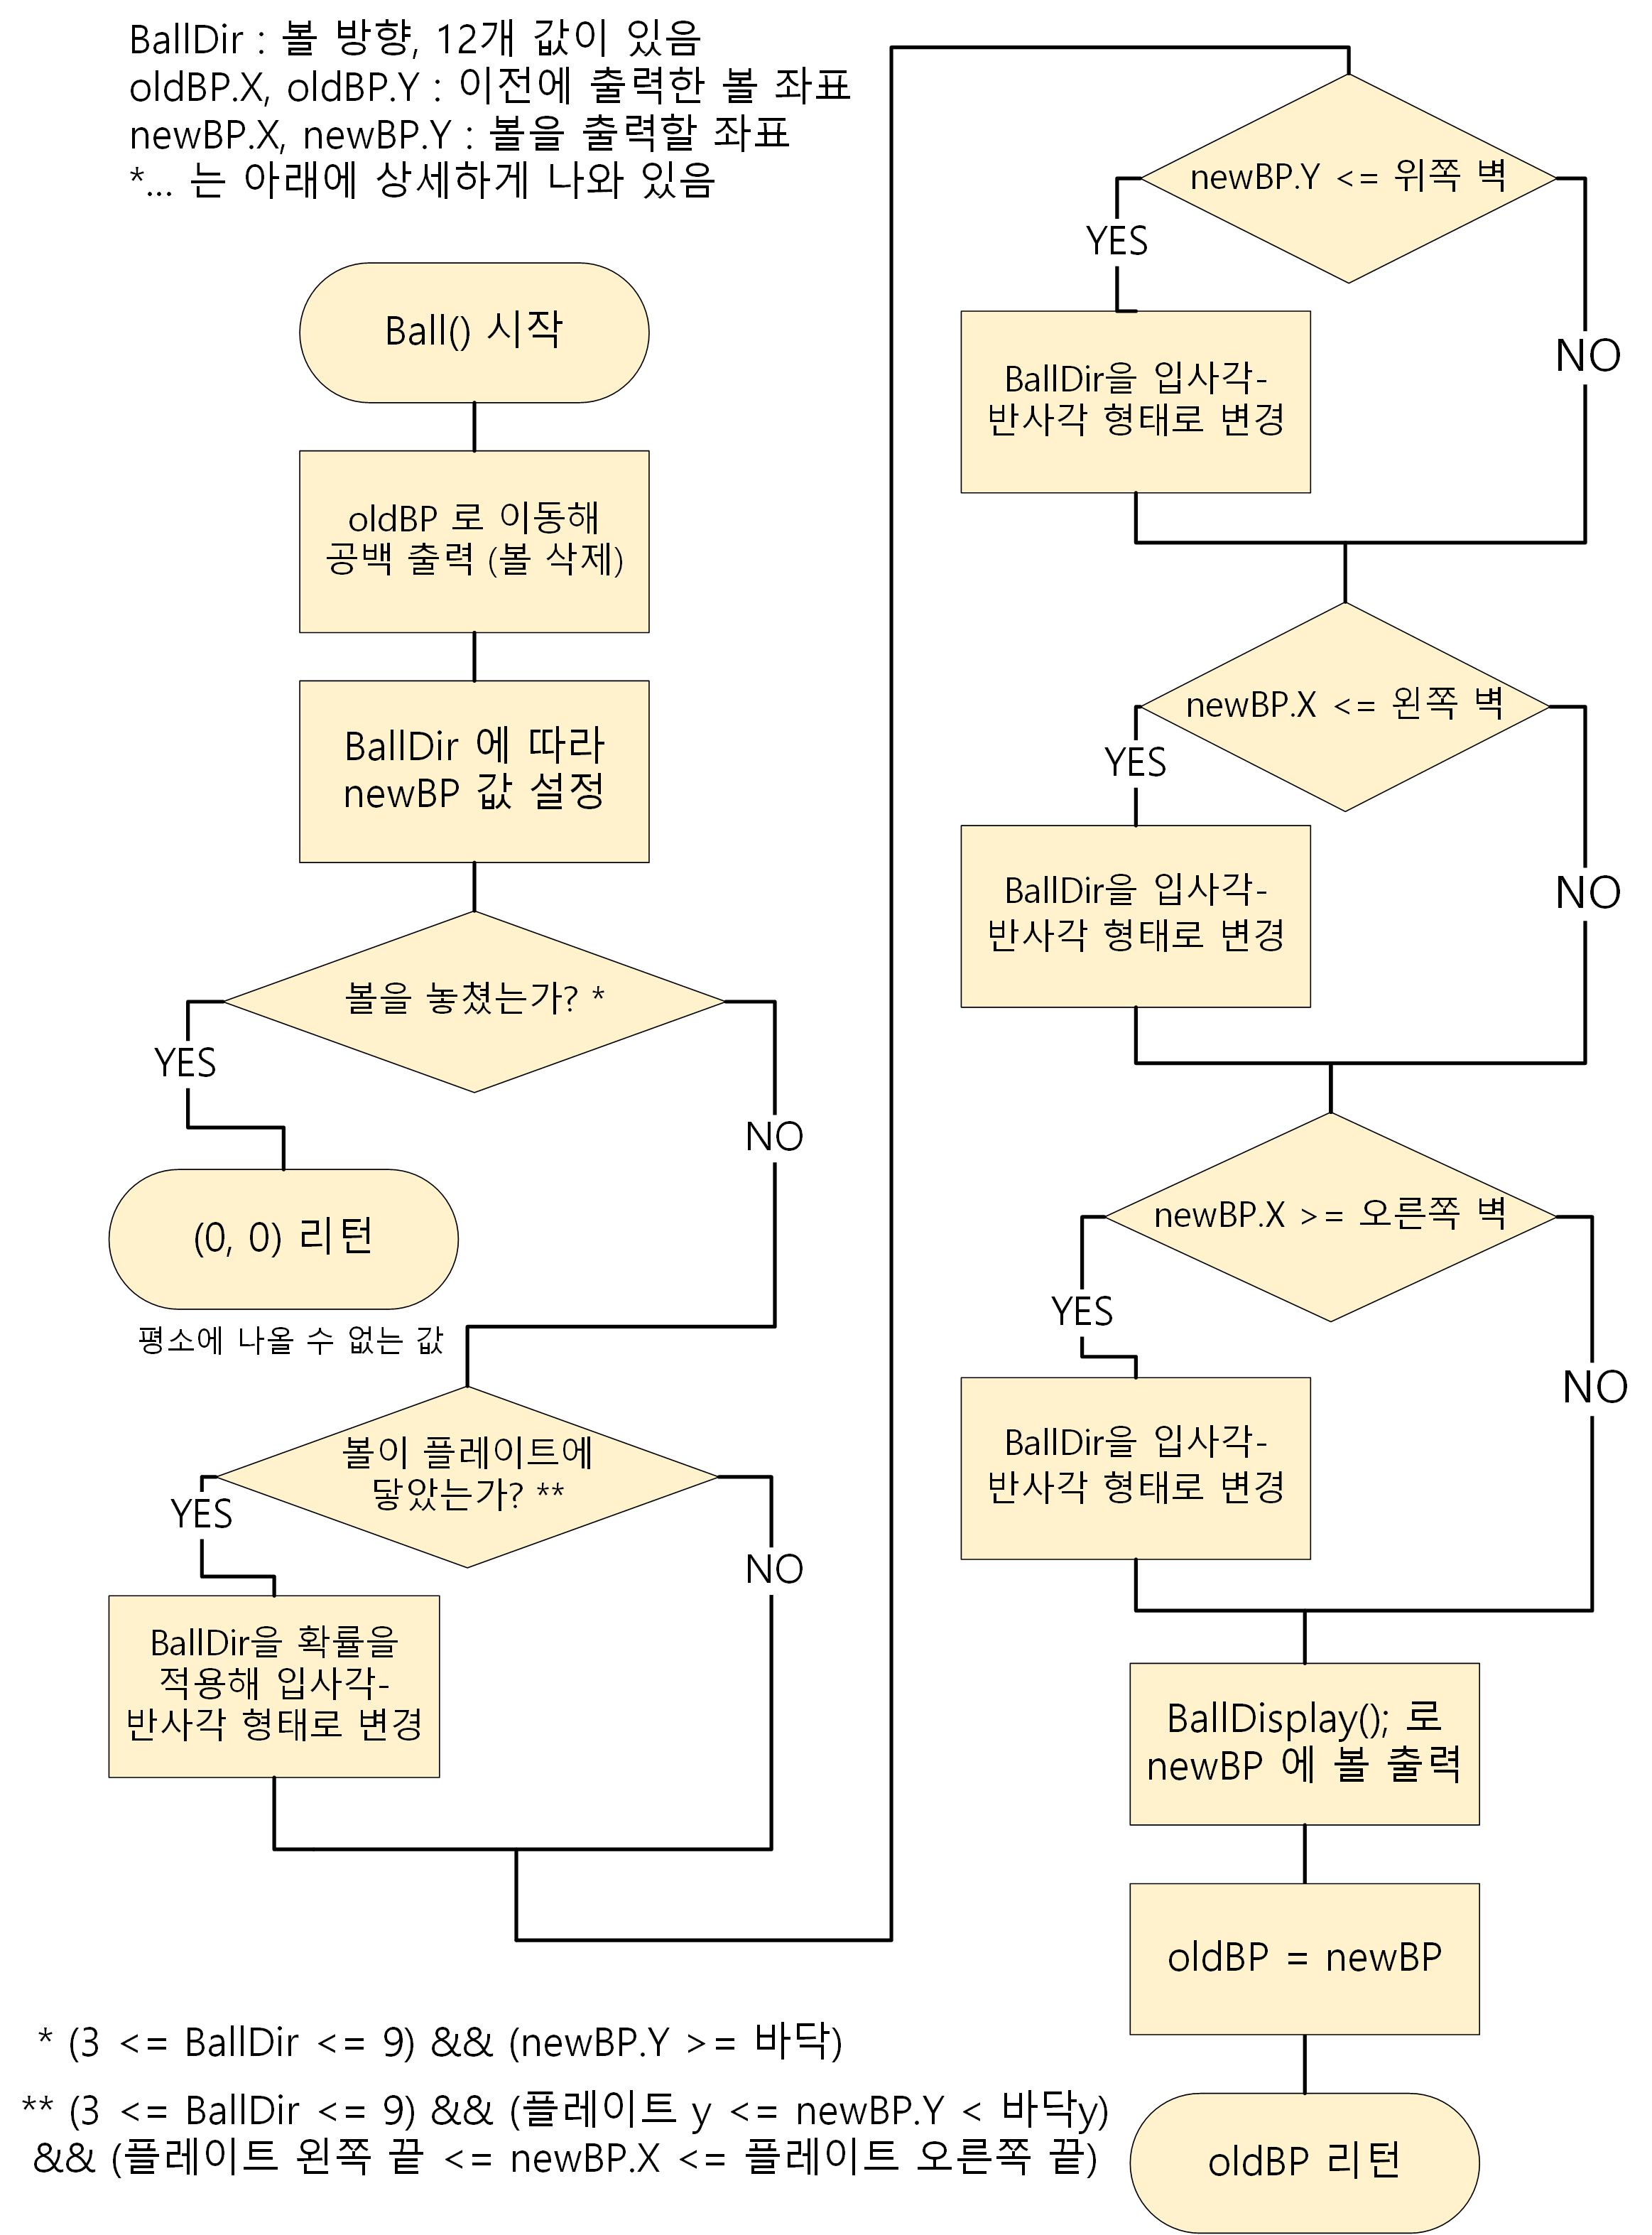 BallDir : 볼 방향, 12개 값이 있음
oldBP.X, oldBP.Y : 이전에 출력한 볼 좌표
newBP.X, newBP.Y : 볼을 출력할 좌표
*... 는 아래에 상세하게 나와 있음
Ball() 시작
oldBP 로 이동해
공백 출력 (볼 삭제)
BallDir 에 따라
newBP 값 설정
볼을 놓쳤는가? *
YES
NO
(0, 0) 리턴
평소에 나올 수 없는 값
볼이 플레이트에
닿았는가? **
YES
NO
BallDir을 확률을
적용해 입사각-
반사각 형태로 변경
newBP.Y <= 위쪽 벽
YES
NO
BallDir을 입사각-
반사각 형태로 변경
newBP.X <= 왼쪽 벽
YES
NO
BallDir을 입사각-
반사각 형태로 변경
newBP.X >= 오른쪽 벽
YES
NO
BallDir을 입사각-
반사각 형태로 변경
BallDisplay(); 로
newBP 에 볼 출력
oldBP = newBP
oldBP 리턴
* (3 <= BallDir <= 9) && (newBP.Y >= 바닥)
** (3 <= BallDir <= 9) && (플레이트 y <= newBP.Y < 바닥y)
&& (플레이트 왼쪽 끝 <= newBP.X <= 플레이트 오른쪽 끝)